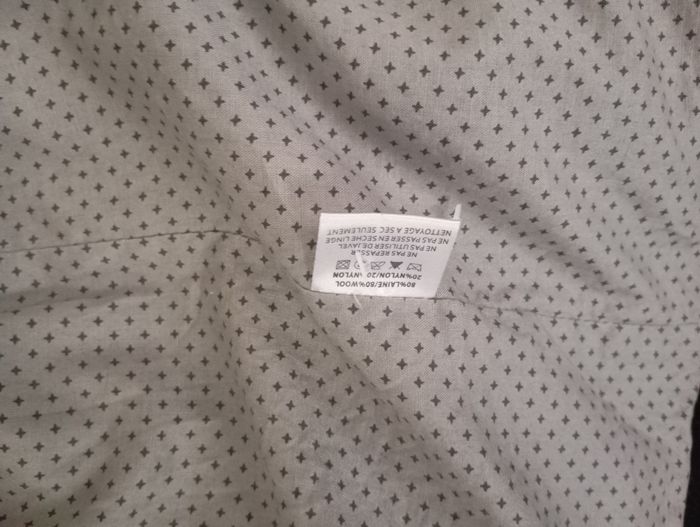 80%LAINE/80%WOOL
20%NYLON/20 %NYLON
NE PAS REPASSER
NE PAS UTILISER DE JAVEL
NE PAS PASSER EN SECHE LINGE
NETTOYAGE A SEC SEULEMENT